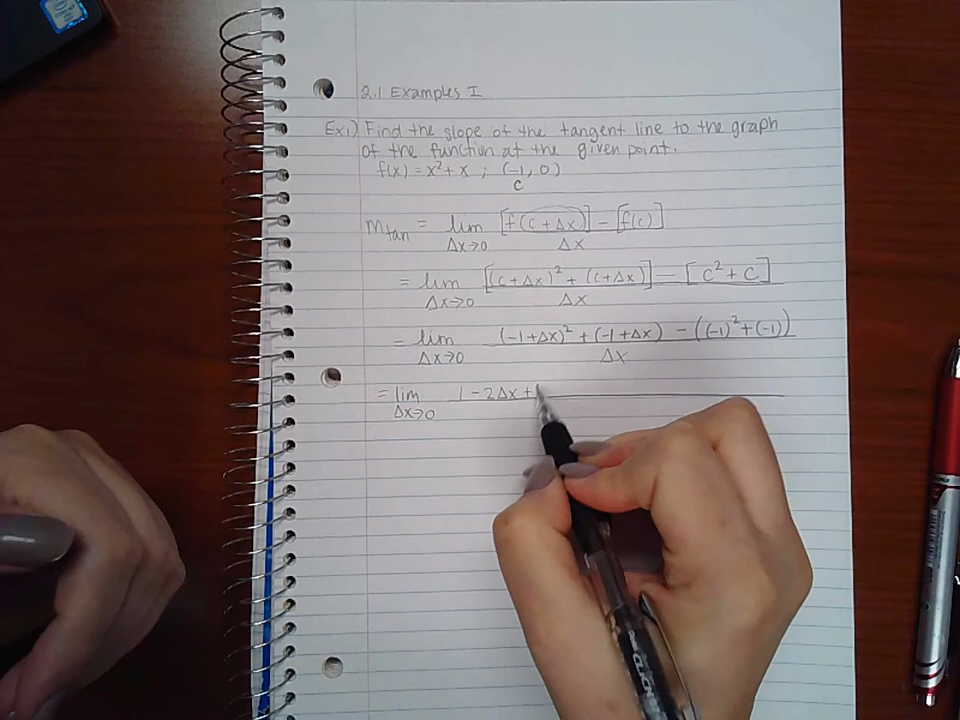 2.1 Examples I
Ex1) Find the slope of the tangent line to the graph
of the function at the given point.
f(x) = x² + x ; (-1, 0)
c
m_tan = lim [f(c + Δx)] - [f(c)]
Δx→0 Δx
= lim [(c+Δx)² + (c+Δx)] - [c² + c]
Δx→0 Δx
= lim (-1+Δx)² + (-1+Δx) - ((-1)² + (-1))
Δx→0 Δx
= lim 1 - 2Δx +
Δx→0
intel
CLICK